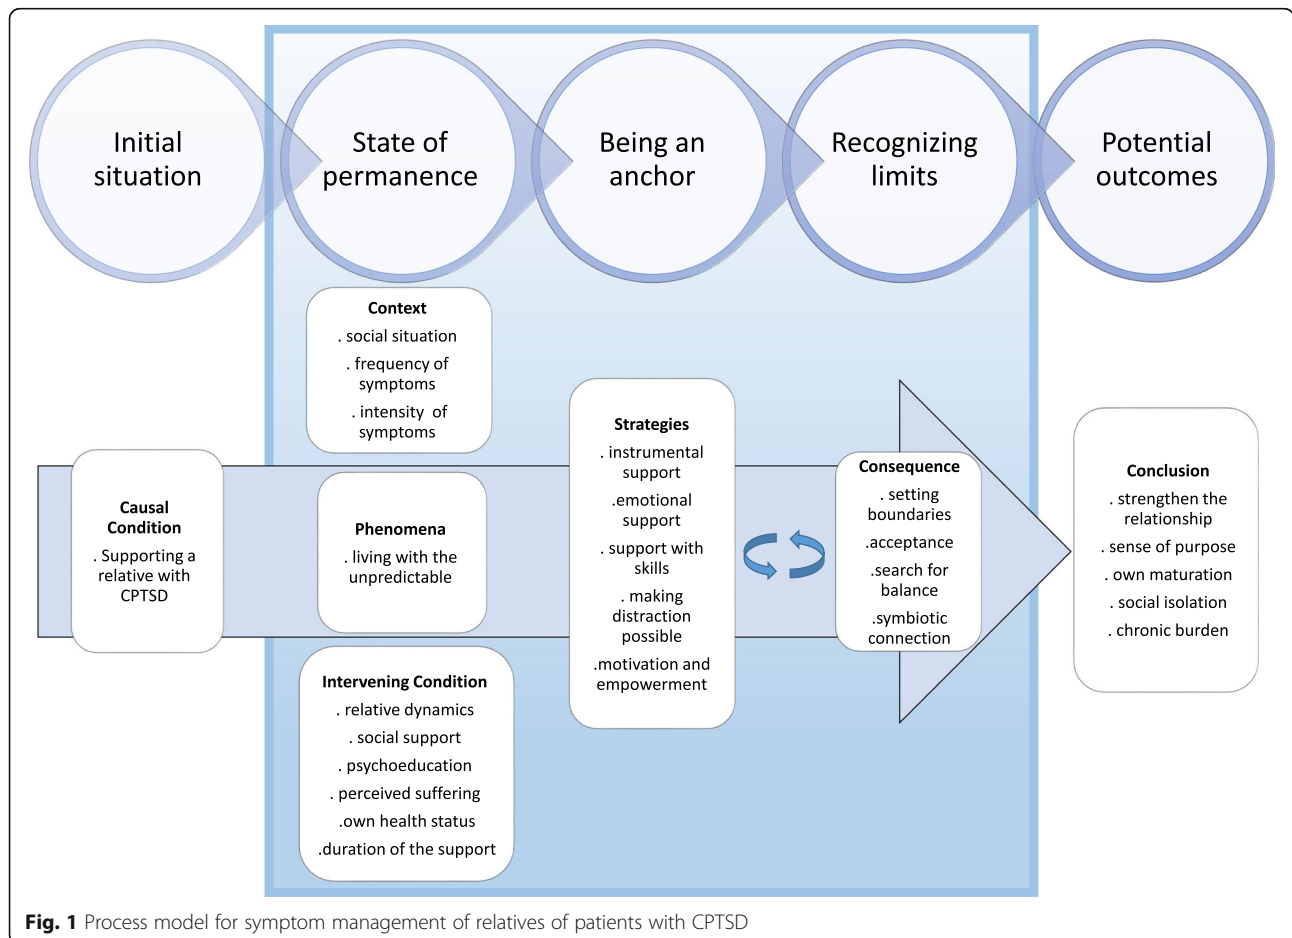 Initial
situation
State of
permanence
Being an
anchor
Recognizing
limits
Potential
outcomes
Causal
Condition
. Supporting a
relative with
CPTSD
Context
. social situation
. frequency of
symptoms
. intensity of
symptoms
Phenomena
. living with the
unpredictable
Intervening Condition
. relative dynamics
. social support
. psychoeducation
. perceived suffering
.own health status
.duration of the support
Strategies
. instrumental
support
.emotional
support
. support with
skills
. making
distraction
possible
.motivation and
empowerment
Consequence
. setting
boundaries
.acceptance
.search for
balance
.symbiotic
connection
Conclusion
. strengthen the
relationship
. sense of purpose
. own maturation
. social isolation
. chronic burden
Fig. 1 Process model for symptom management of relatives of patients with CPTSD